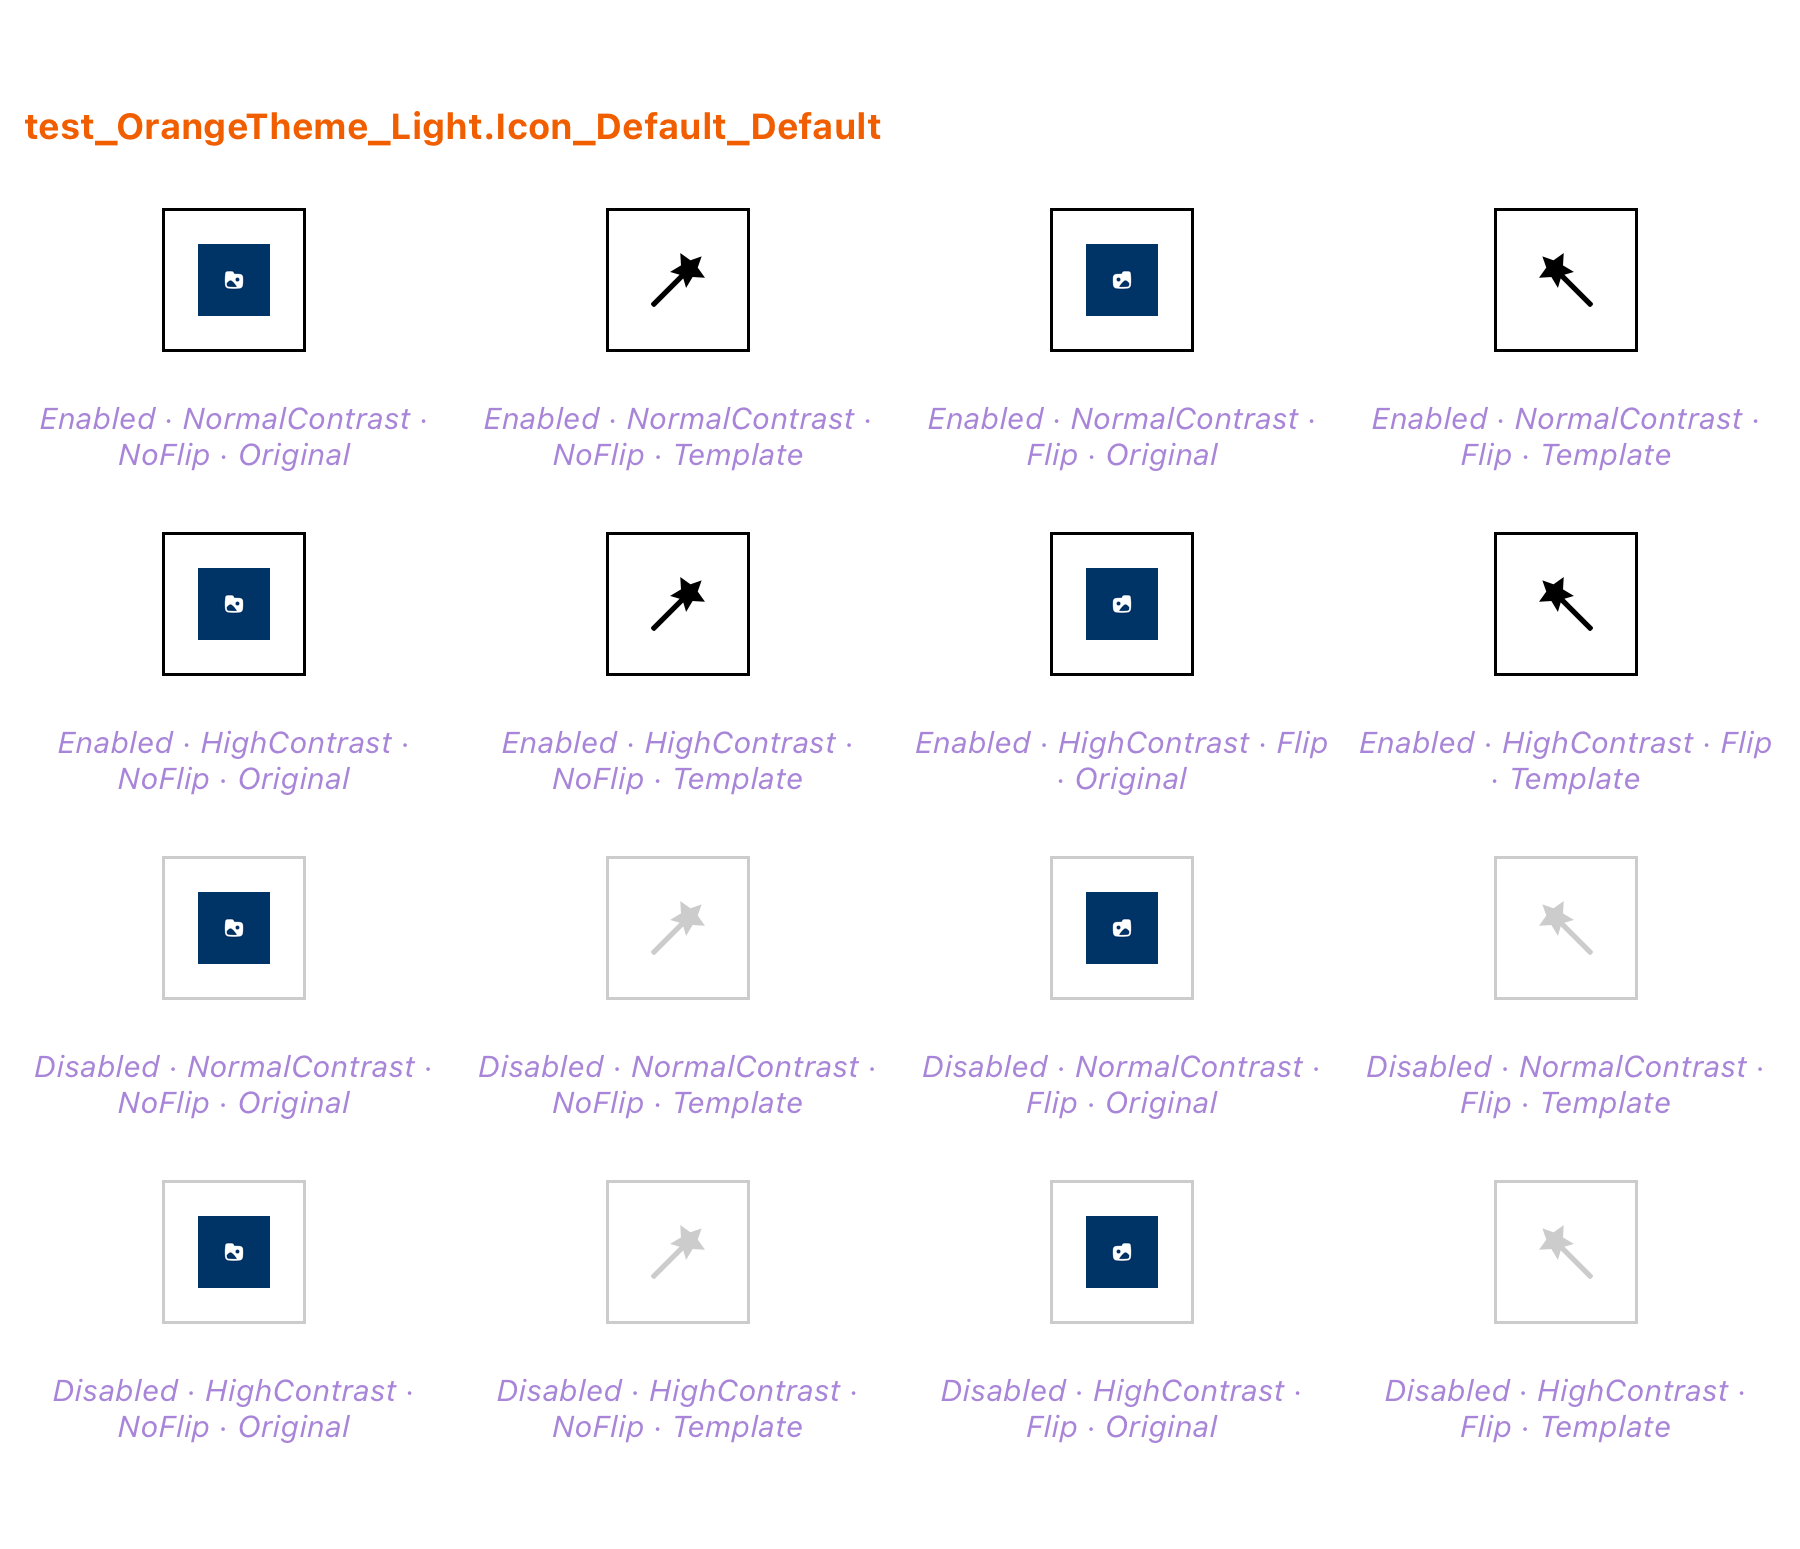 test_OrangeTheme_Light.Icon_Default_Default
Enabled · NormalContrast ·
NoFlip · Original
Enabled · NormalContrast ·
NoFlip · Template
Enabled · NormalContrast ·
Flip · Original
Enabled · NormalContrast ·
Flip · Template
Enabled · HighContrast ·
NoFlip · Original
Enabled · HighContrast ·
NoFlip · Template
Enabled · HighContrast · Flip
· Original
Enabled · HighContrast · Flip
· Template
Disabled · NormalContrast ·
NoFlip · Original
Disabled · NormalContrast ·
NoFlip · Template
Disabled · NormalContrast ·
Flip · Original
Disabled · NormalContrast ·
Flip · Template
Disabled · HighContrast ·
NoFlip · Original
Disabled · HighContrast ·
NoFlip · Template
Disabled · HighContrast ·
Flip · Original
Disabled · HighContrast ·
Flip · Template